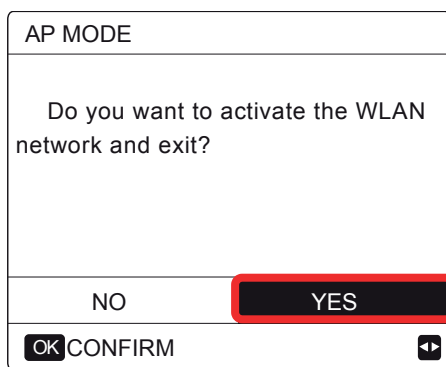 AP MODE
Do you want to activate the WLAN
network and exit?
NO YES
OK CONFIRM